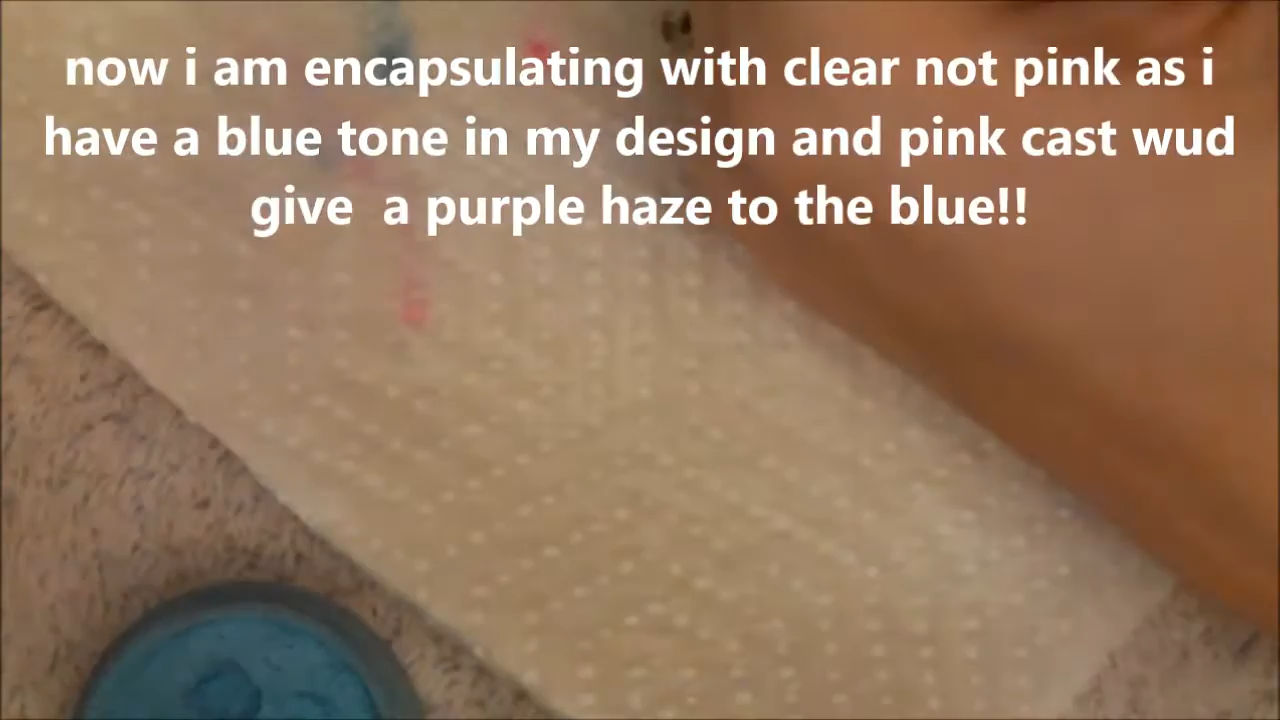 now i am encapsulating with clear not pink as i
have a blue tone in my design and pink cast wud
give  a purple haze to the blue!!